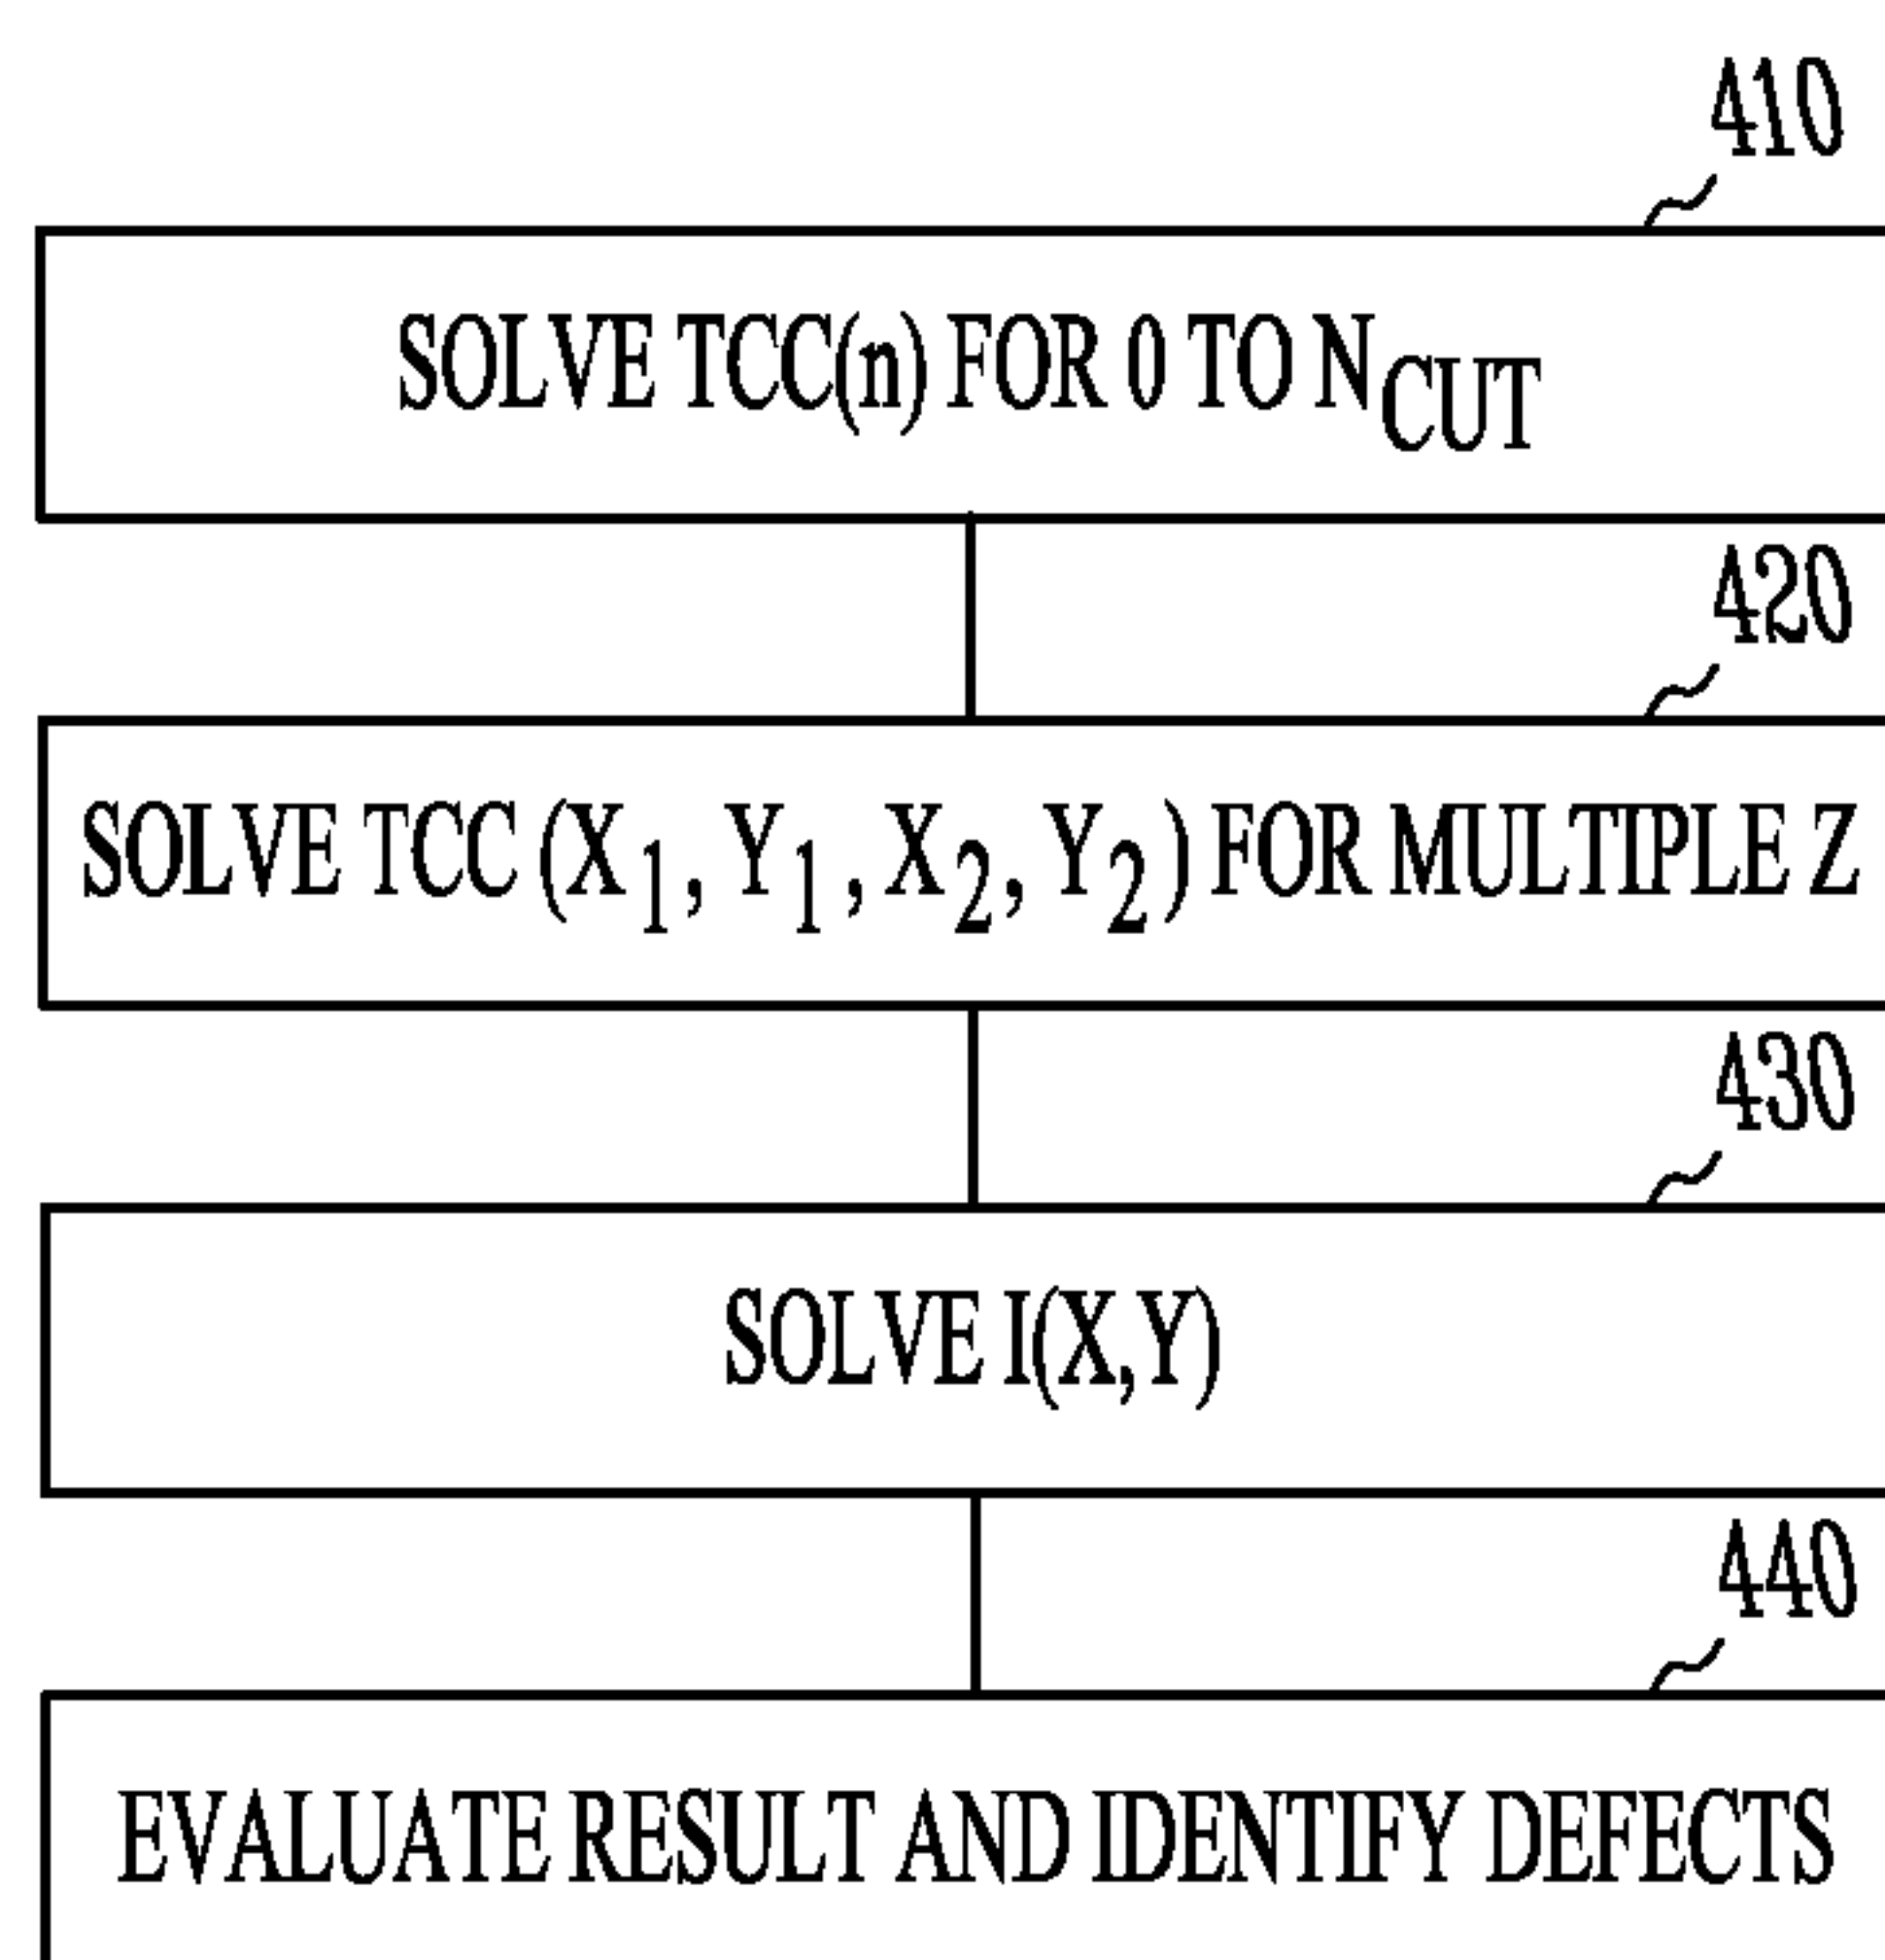 410
SOLVE TCC(n) FOR 0 TO NCUT
420
SOLVE TCC (X1, Y1, X2, Y2) FOR MULTIPLE Z
430
SOLVE I(X,Y)
440
EVALUATE RESULT AND IDENTIFY DEFECTS